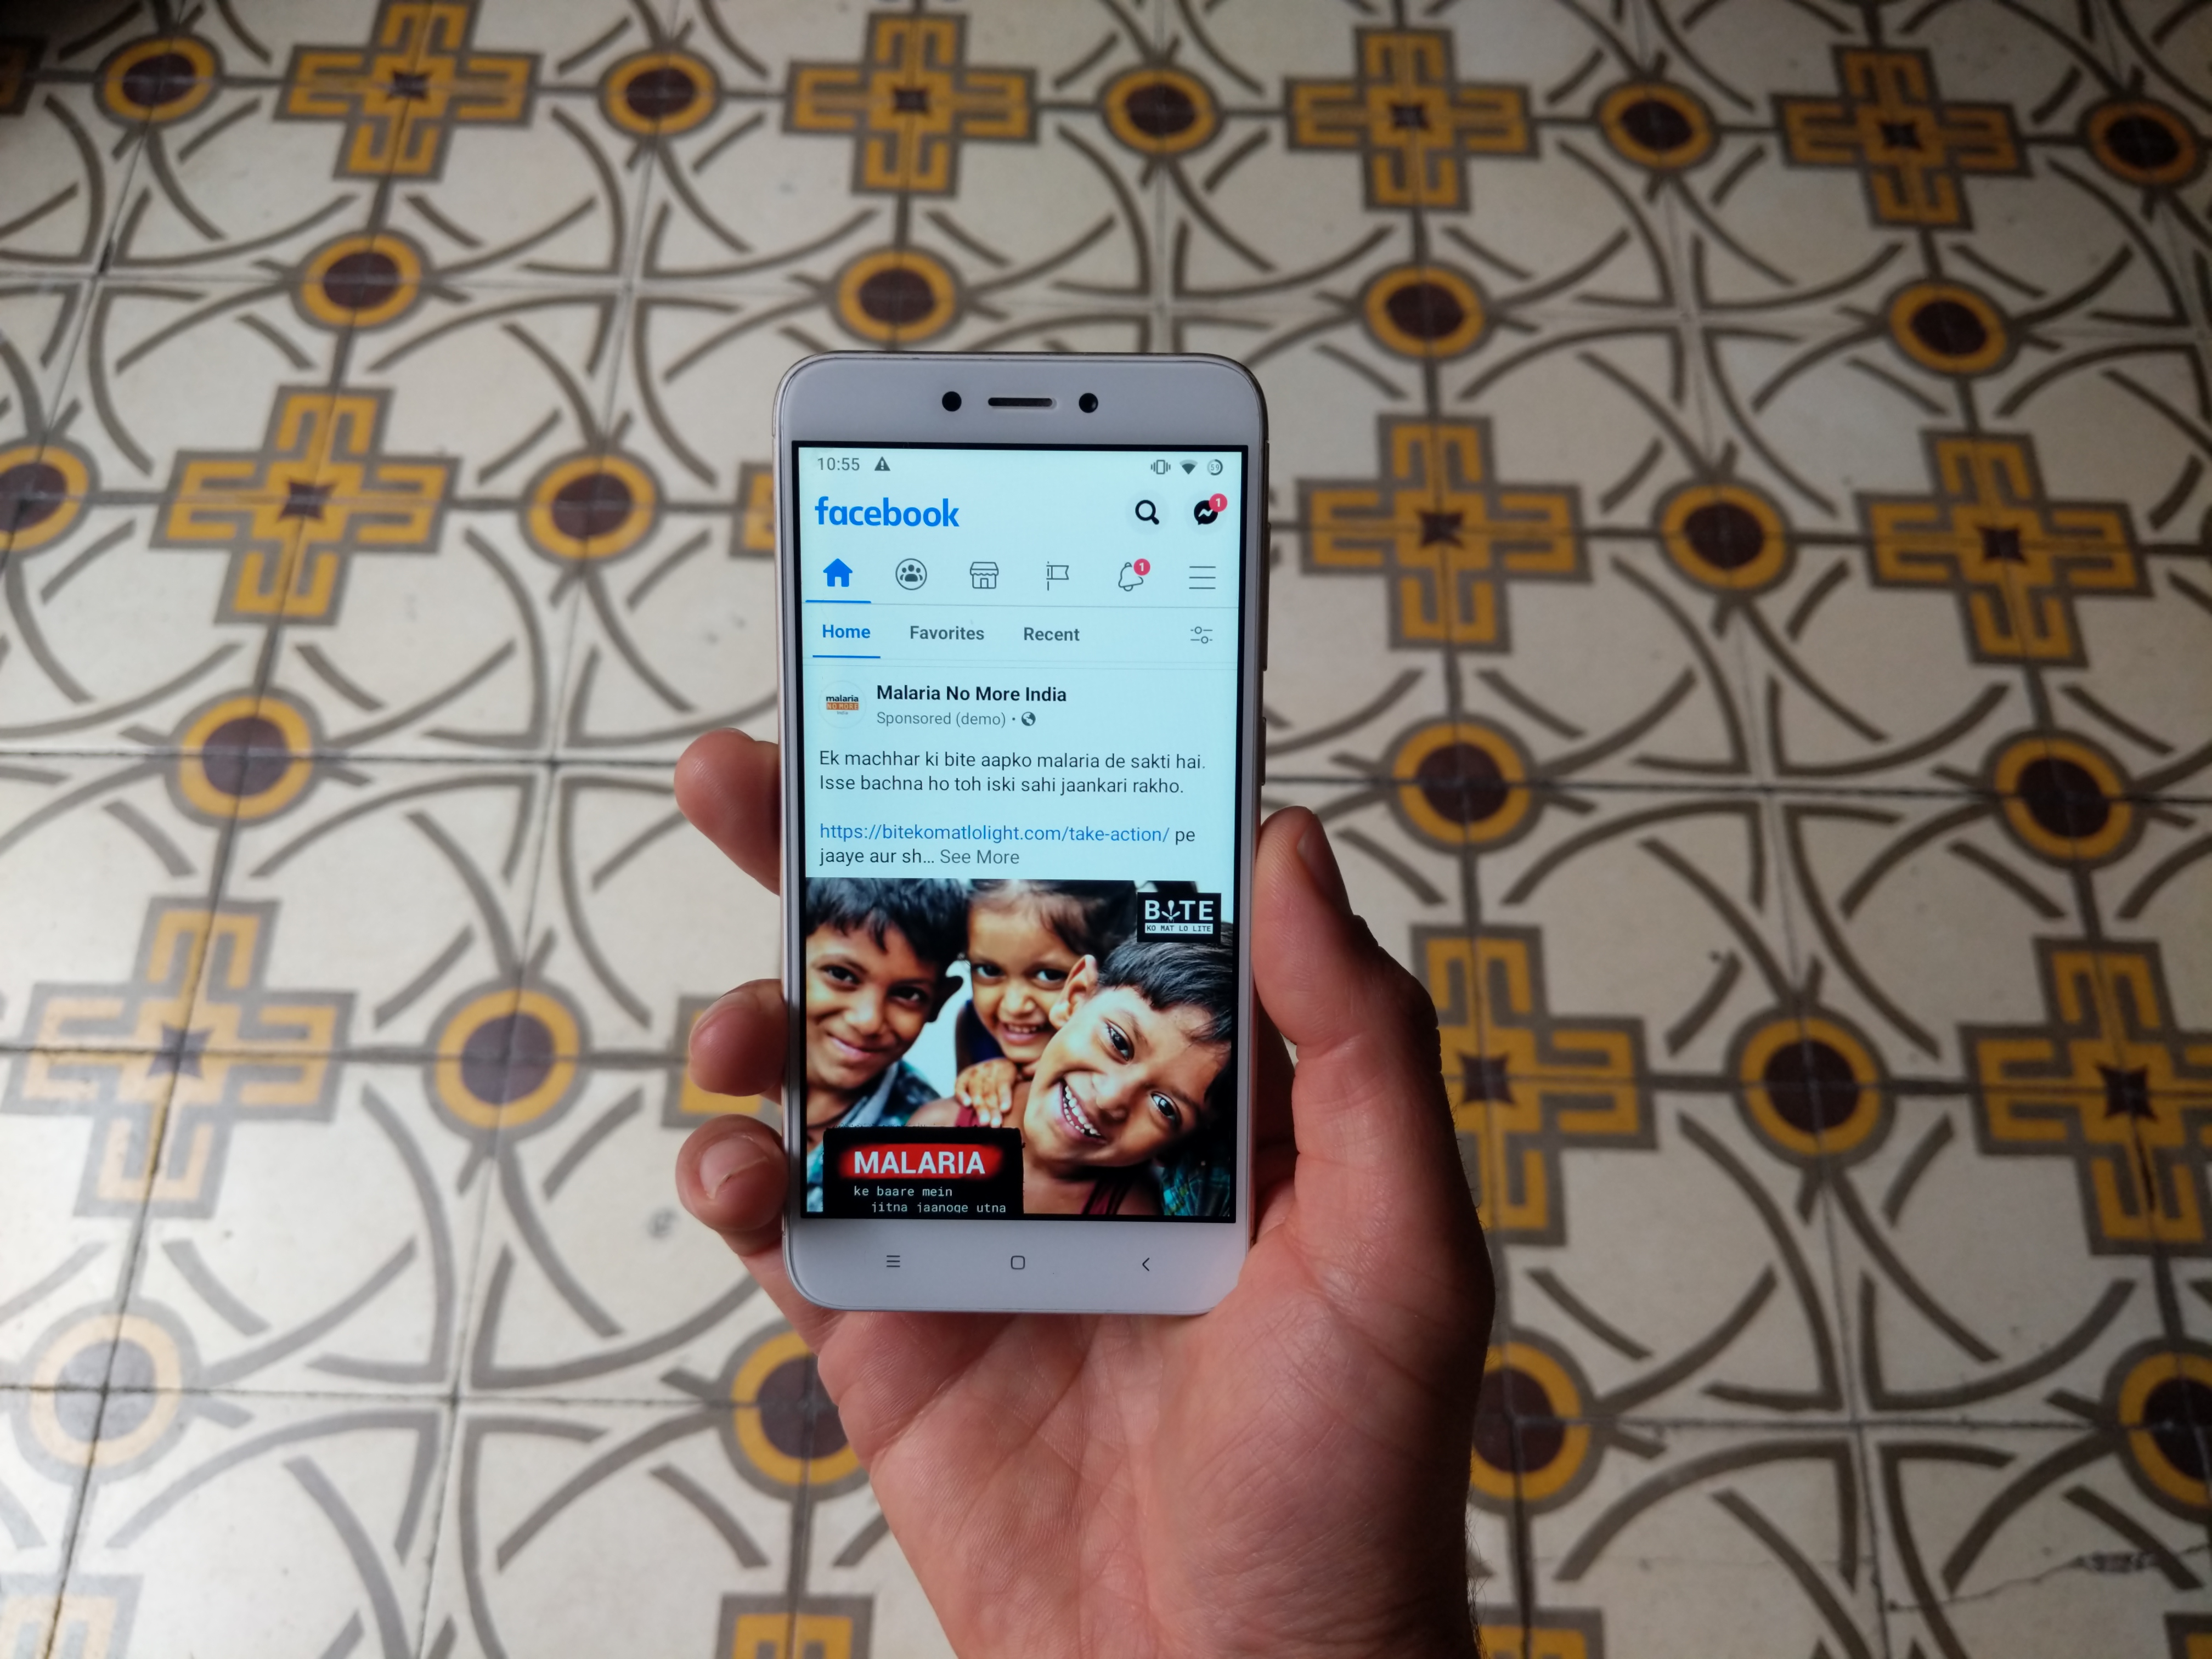 10:55
59
facebook
1
1
Home Favorites Recent
malaria
NO MORE
India
Malaria No More India
Sponsored (demo) ·
Ek machhar ki bite aapko malaria de sakti hai.
Isse bachna ho toh iski sahi jaankari rakho.
https://bitekomatlolight.com/take-action/ pe
jaaye aur sh... See More
BITE
KO MAT LO LITE
MALARIA
ke baare mein
jitna jaanoge utna